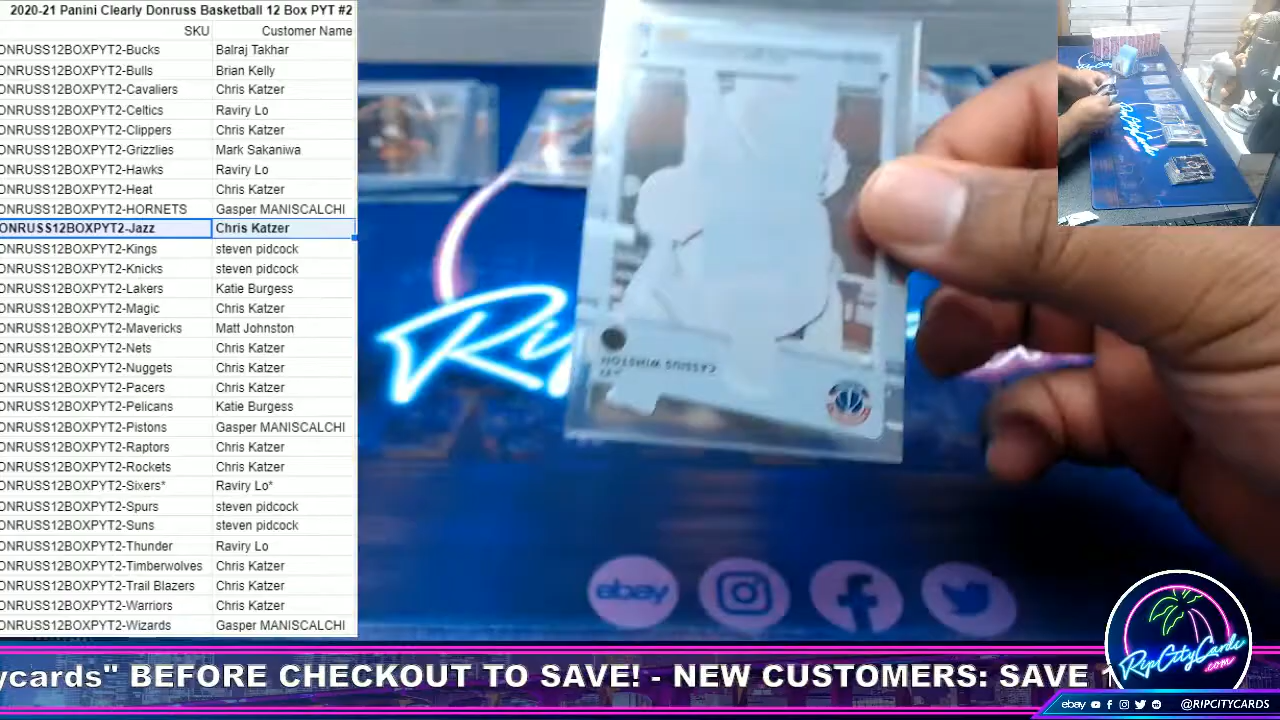 2020-21 Panini Clearly Donruss Basketball 12 Box PYT #2
SKU Customer Name
ONRUSS12BOXPYT2-Bucks Balraj Takhar
ONRUSS12BOXPYT2-Bulls Brian Kelly
ONRUSS12BOXPYT2-Cavaliers Chris Katzer
ONRUSS12BOXPYT2-Celtics Raviry Lo
ONRUSS12BOXPYT2-Clippers Chris Katzer
ONRUSS12BOXPYT2-Grizzlies Mark Sakaniwa
ONRUSS12BOXPYT2-Hawks Raviry Lo
ONRUSS12BOXPYT2-Heat Chris Katzer
ONRUSS12BOXPYT2-HORNETS Gasper MANISCALCHI
ONRUSS12BOXPYT2-Jazz Chris Katzer
ONRUSS12BOXPYT2-Kings steven pidcock
ONRUSS12BOXPYT2-Knicks steven pidcock
ONRUSS12BOXPYT2-Lakers Katie Burgess
ONRUSS12BOXPYT2-Magic Chris Katzer
ONRUSS12BOXPYT2-Mavericks Matt Johnston
ONRUSS12BOXPYT2-Nets Chris Katzer
ONRUSS12BOXPYT2-Nuggets Chris Katzer
ONRUSS12BOXPYT2-Pacers Chris Katzer
ONRUSS12BOXPYT2-Pelicans Katie Burgess
ONRUSS12BOXPYT2-Pistons Gasper MANISCALCHI
ONRUSS12BOXPYT2-Raptors Chris Katzer
ONRUSS12BOXPYT2-Rockets Chris Katzer
ONRUSS12BOXPYT2-Sixers* Raviry Lo*
ONRUSS12BOXPYT2-Spurs steven pidcock
ONRUSS12BOXPYT2-Suns steven pidcock
ONRUSS12BOXPYT2-Thunder Raviry Lo
ONRUSS12BOXPYT2-Timberwolves Chris Katzer
ONRUSS12BOXPYT2-Trail Blazers Chris Katzer
ONRUSS12BOXPYT2-Warriors Chris Katzer
ONRUSS12BOXPYT2-Wizards Gasper MANISCALCHI
CASSIUS WINSTON
Ri
ebay
RipCityCards
.com
ycards" BEFORE CHECKOUT TO SAVE! - NEW CUSTOMERS: SAVE 1
ebay @RIPCITYCARDS